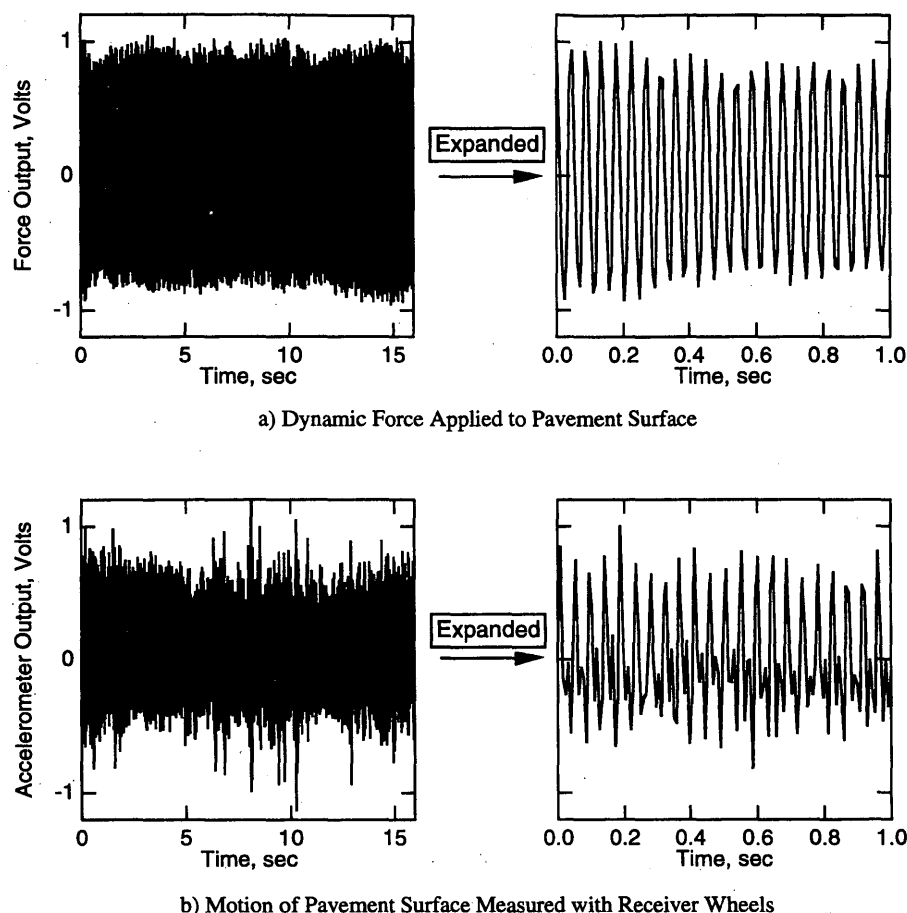 1
0
-1
Force Output, Volts
0 5 10 15
Time, sec
Expanded
0.0 0.2 0.4 0.6 0.8 1.0
Time, sec
a) Dynamic Force Applied to Pavement Surface
1
0
-1
Accelerometer Output, Volts
0 5 10 15
Time, sec
Expanded
0.0 0.2 0.4 0.6 0.8 1.0
Time, sec
b) Motion of Pavement Surface Measured with Receiver Wheels